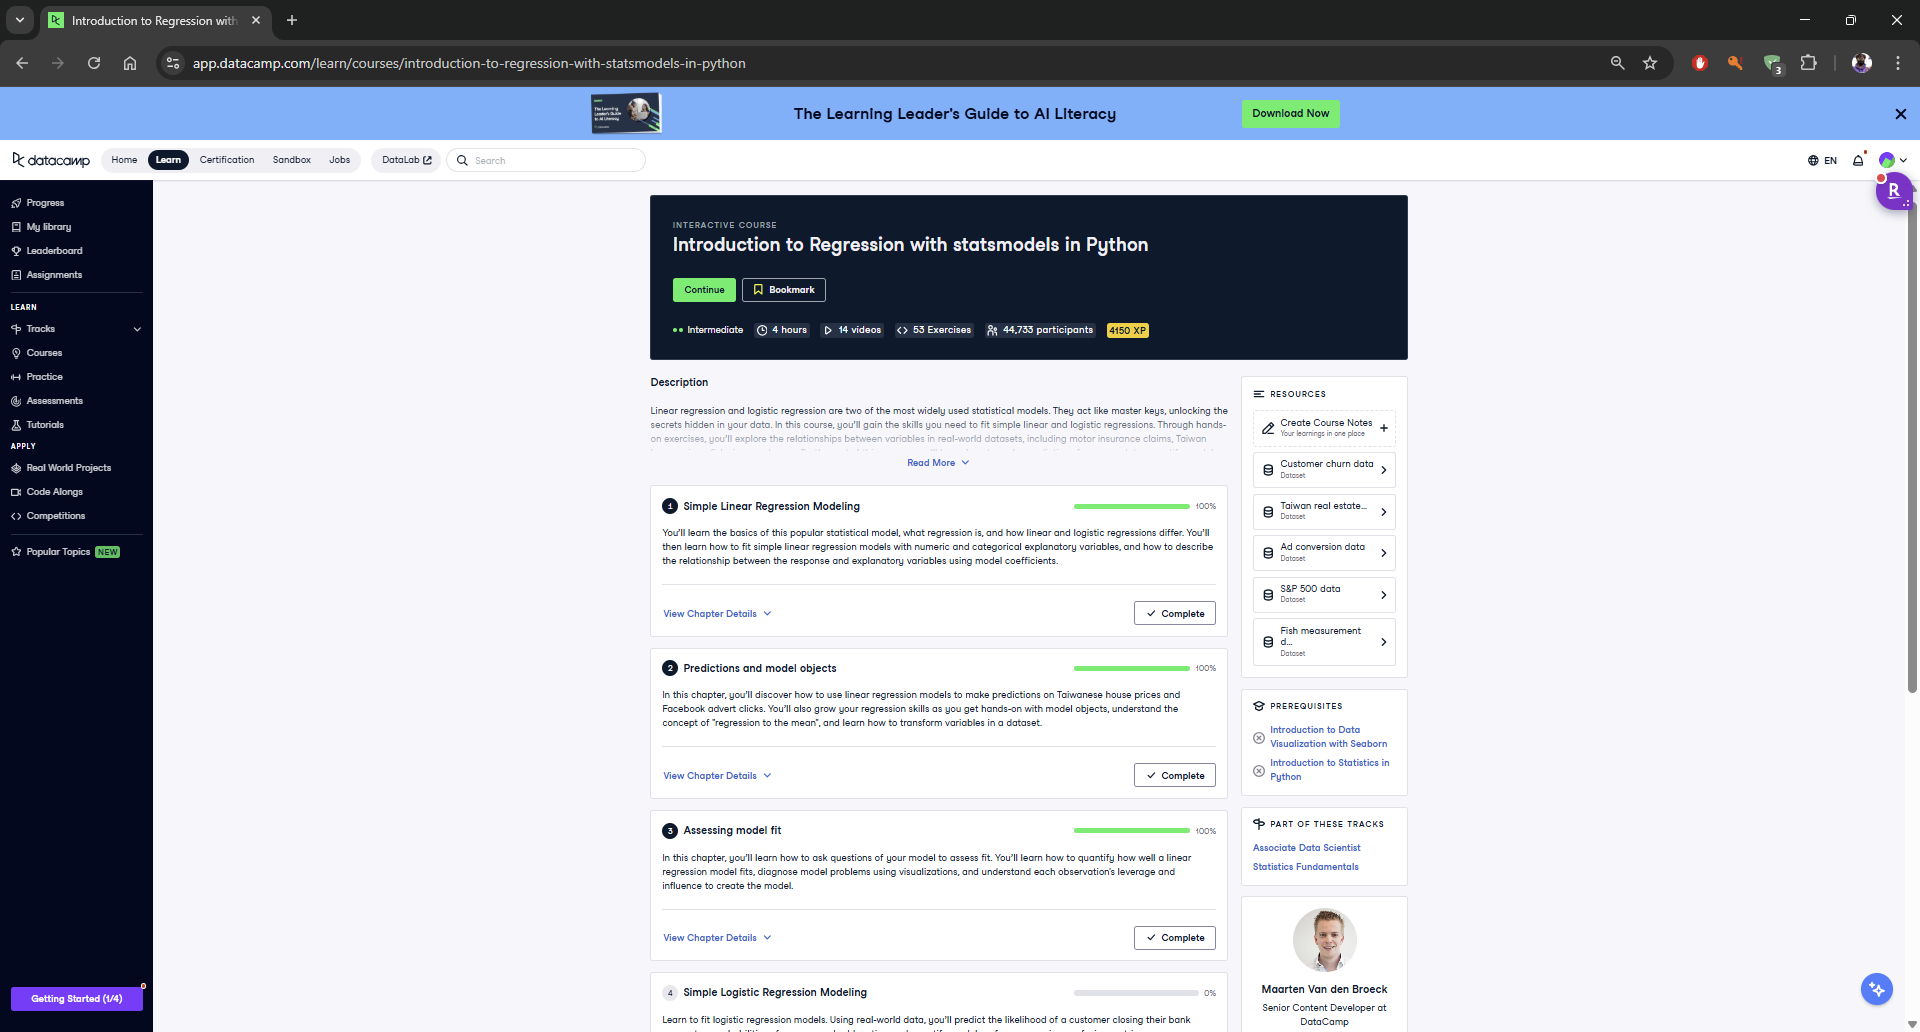 Introduction to Regression with
app.datacamp.com/learn/courses/introduction-to-regression-with-statsmodels-in-python
3
The Learning Leader's Guide to AI Literacy
The Learning Leader's Guide to AI Literacy
Download Now
datacamp
Home
Learn
Certification
Sandbox
Jobs
DataLab
Search
EN
R
Progress
My library
Leaderboard
Assignments
LEARN
Tracks
Courses
Practice
Assessments
Tutorials
APPLY
Real World Projects
Code Alongs
Competitions
Popular Topics NEW
Getting Started (1/4)
INTERACTIVE COURSE
Introduction to Regression with statsmodels in Python
Continue
Bookmark
Intermediate
4 hours
14 videos
53 Exercises
44,733 participants
4150 XP
Description
Linear regression and logistic regression are two of the most widely used statistical models. They act like master keys, unlocking the
secrets hidden in your data. In this course, you'll gain the skills you need to fit simple linear and logistic regressions. Through hands-
on exercises, you'll explore the relationships between variables in real-world datasets, including motor insurance claims, Taiwan
Read More
1 Simple Linear Regression Modeling
100%
You'll learn the basics of this popular statistical model, what regression is, and how linear and logistic regressions differ. You'll
then learn how to fit simple linear regression models with numeric and categorical explanatory variables, and how to describe
the relationship between the response and explanatory variables using model coefficients.
View Chapter Details
Complete
2 Predictions and model objects
100%
In this chapter, you'll discover how to use linear regression models to make predictions on Taiwanese house prices and
Facebook advert clicks. You'll also grow your regression skills as you get hands-on with model objects, understand the
concept of "regression to the mean", and learn how to transform variables in a dataset.
View Chapter Details
Complete
3 Assessing model fit
100%
In this chapter, you'll learn how to ask questions of your model to assess fit. You'll learn how to quantify how well a linear
regression model fits, diagnose model problems using visualizations, and understand each observation's leverage and
influence to create the model.
View Chapter Details
Complete
4 Simple Logistic Regression Modeling
0%
Learn to fit logistic regression models. Using real-world data, you'll predict the likelihood of a customer closing their bank
RESOURCES
Create Course Notes
Your learnings in one place
Customer churn data
Dataset
Taiwan real estate...
Dataset
Ad conversion data
Dataset
S&P 500 data
Dataset
Fish measurement
d...
Dataset
PREREQUISITES
Introduction to Data
Visualization with Seaborn
Introduction to Statistics in
Python
PART OF THESE TRACKS
Associate Data Scientist
Statistics Fundamentals
Maarten Van den Broeck
Senior Content Developer at
DataCamp